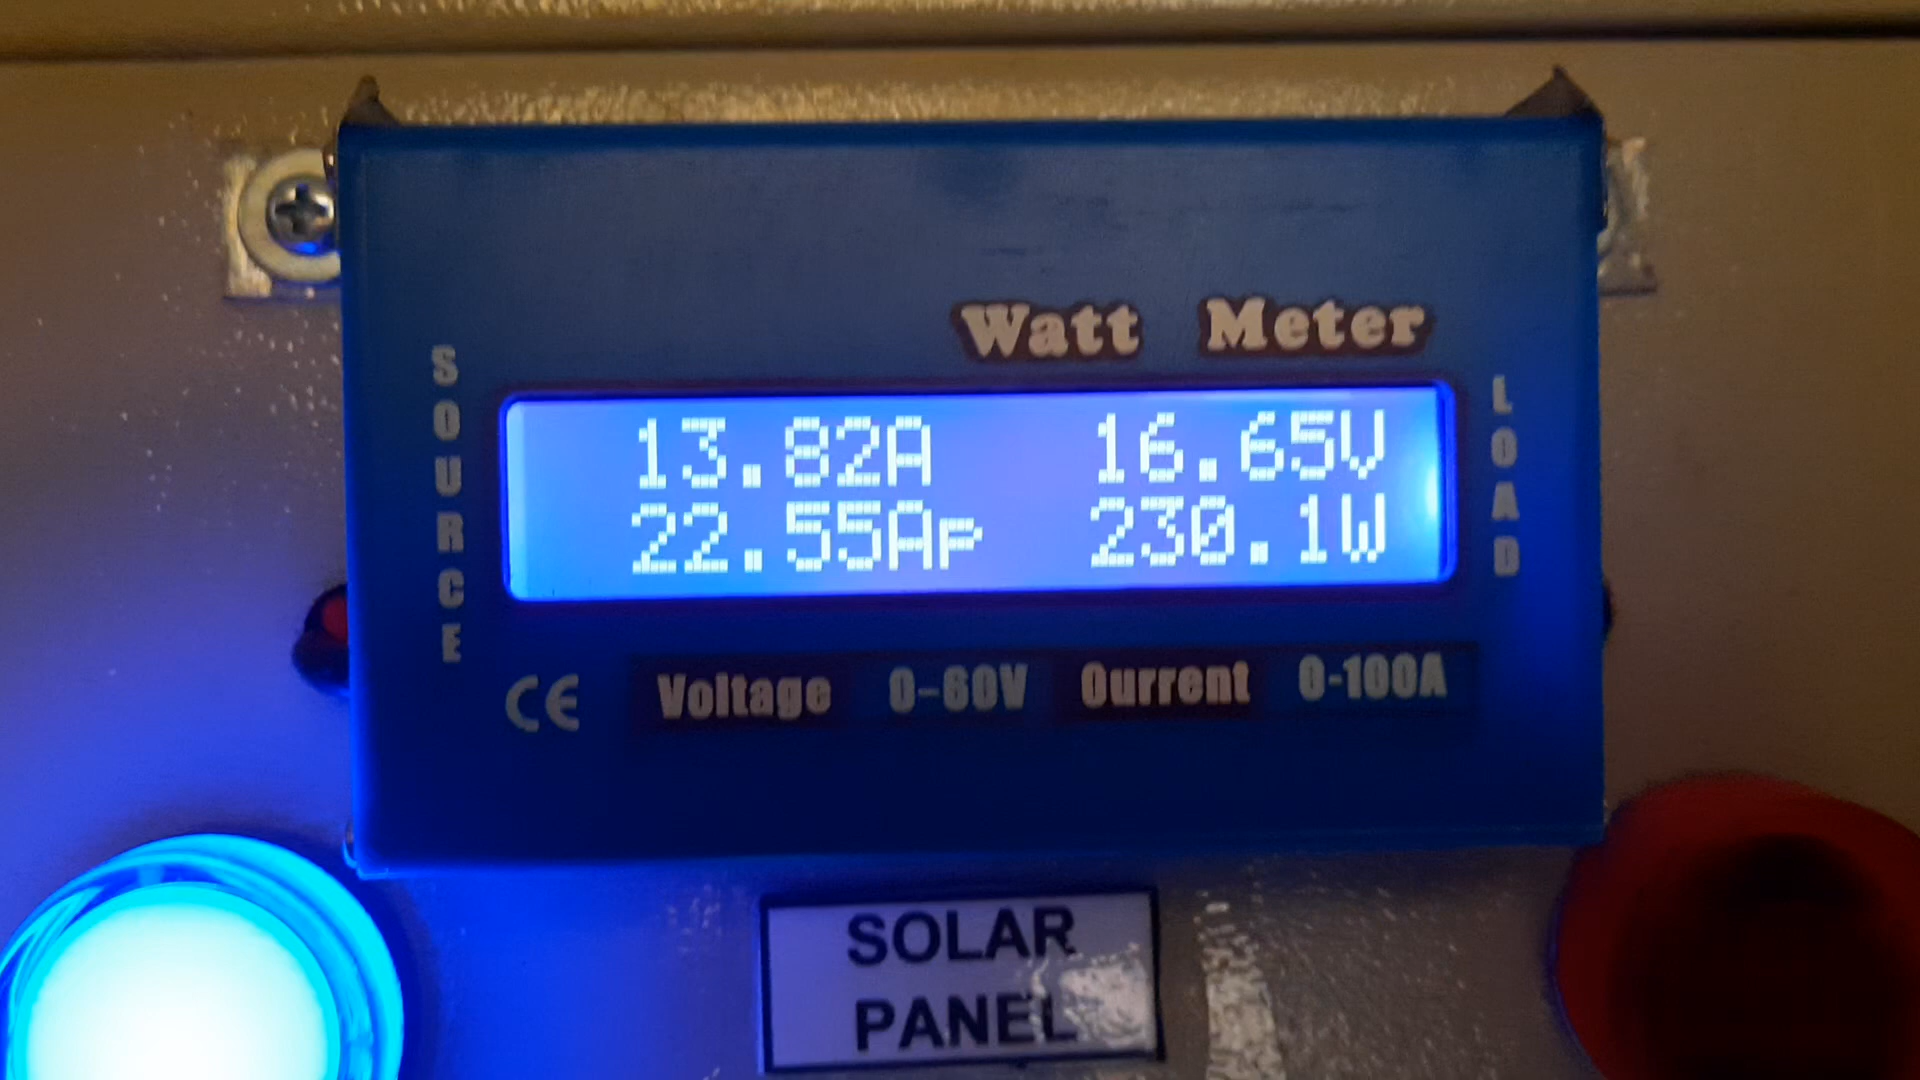 Watt Meter
SOURCE
13.82A 16.65V
22.55Ap 230.1W
LOAD
CE Voltage 0-60V Current 0-100A
SOLAR
PANEL